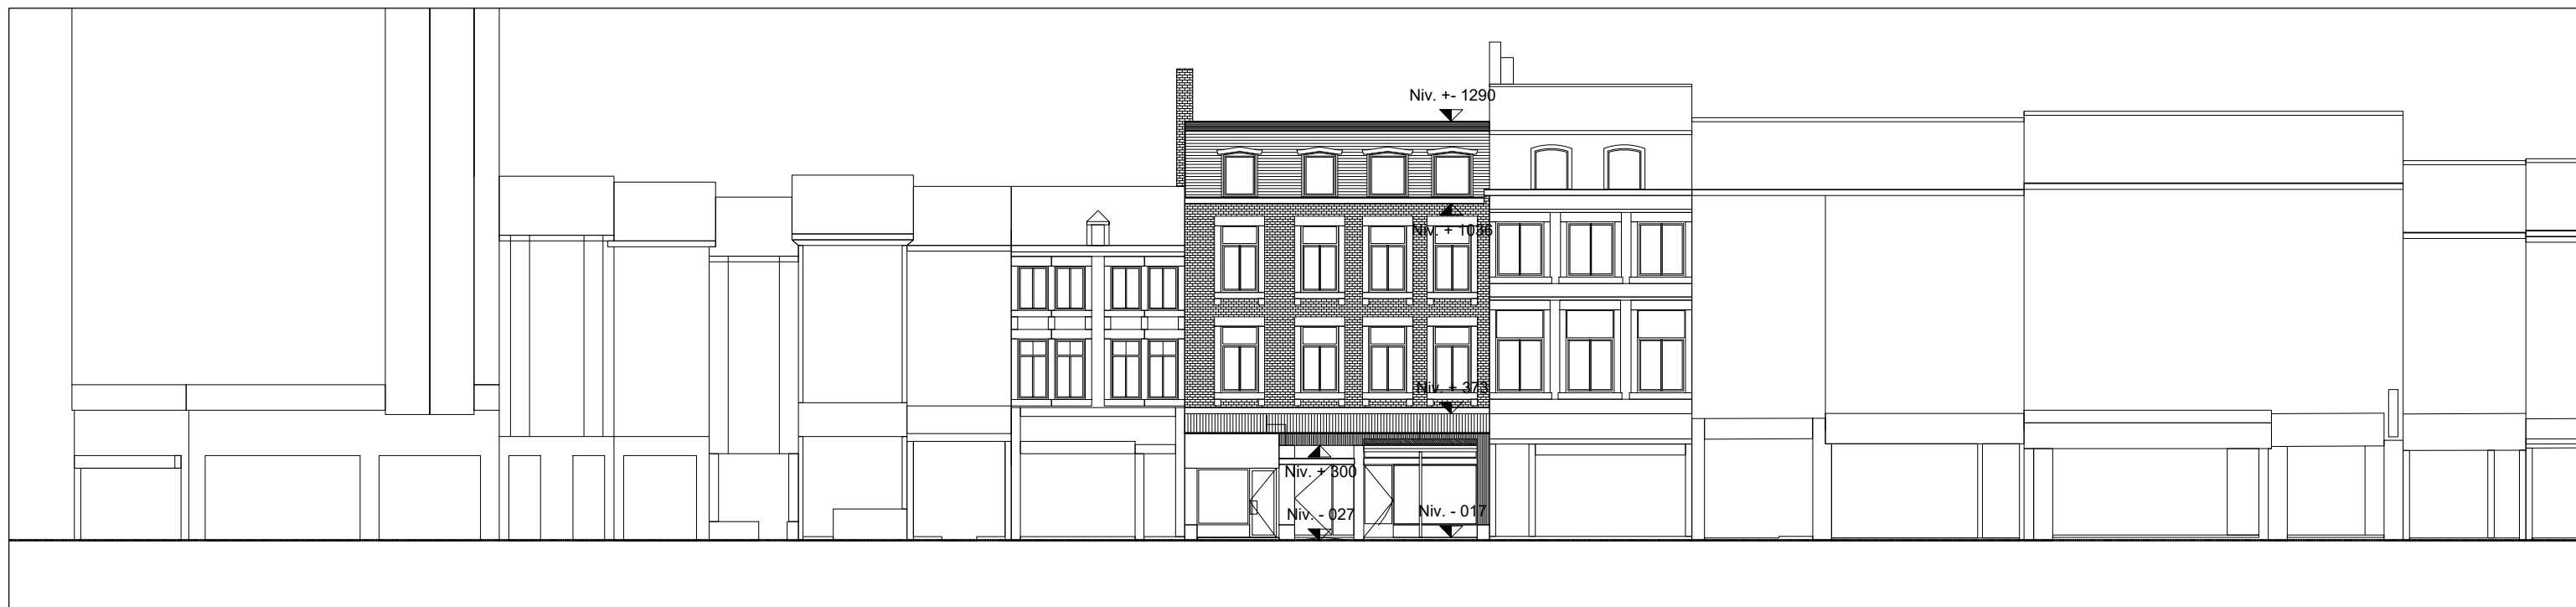 Niv. +- 1290
Niv. + 1036
Niv. + 373
Niv. + 300
Niv. - 027
Niv. - 017